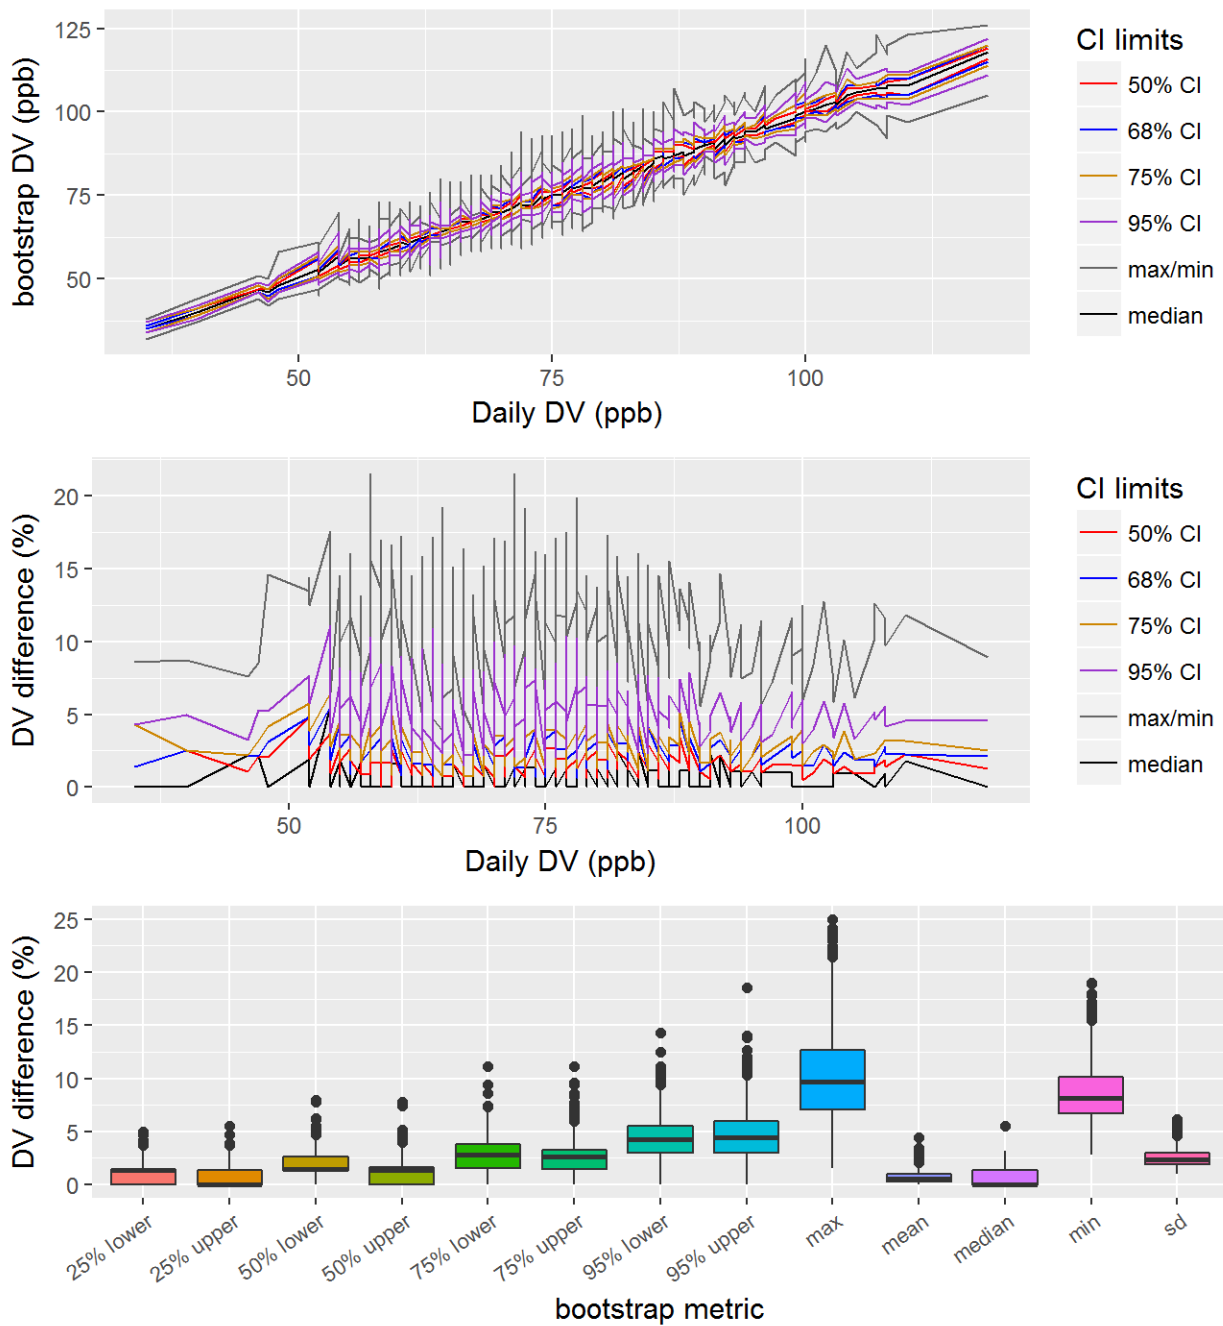 125
100
75
50
bootstrap DV (ppb)
50 75 100
Daily DV (ppb)
CI limits
50% CI
68% CI
75% CI
95% CI
max/min
median
20
15
10
5
0
DV difference (%)
50 75 100
Daily DV (ppb)
CI limits
50% CI
68% CI
75% CI
95% CI
max/min
median
25
20
15
10
5
0
DV difference (%)
25% lower
25% upper
50% lower
50% upper
75% lower
75% upper
95% lower
95% upper
max
mean
median
min
sd
bootstrap metric